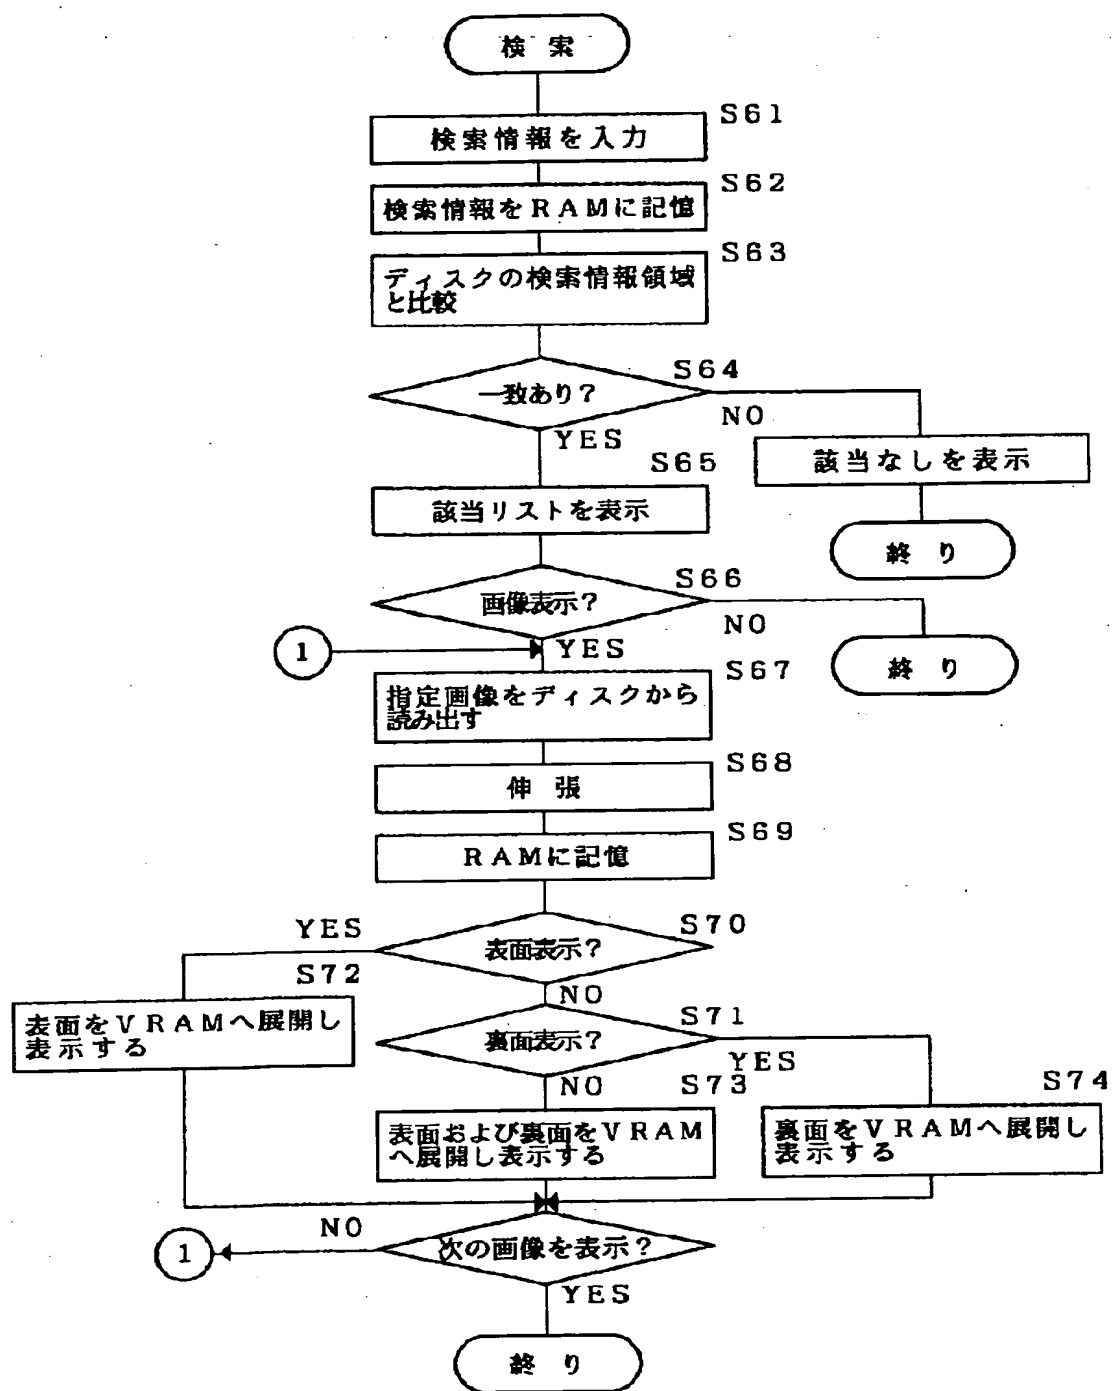 検 索
S61
検索情報を入力
S62
検索情報をRAMに記憶
S63
ディスクの検索情報領域
と比較
S64
一致あり?
NO
YES
S65
該当なしを表示
該当リストを表示
終 り
S66
画像表示?
NO
1
YES
終 り
S67
指定画像をディスクから
読み出す
S68
伸 張
S69
RAMに記憶
YES
S70
表面表示?
S72
NO
表面をVRAMへ展開し
表示する
S71
裏面表示?
YES
NO
S73
S74
表面および裏面をVRAM
へ展開し表示する
裏面をVRAMへ展開し
表示する
NO
1
次の画像を表示?
YES
終 り